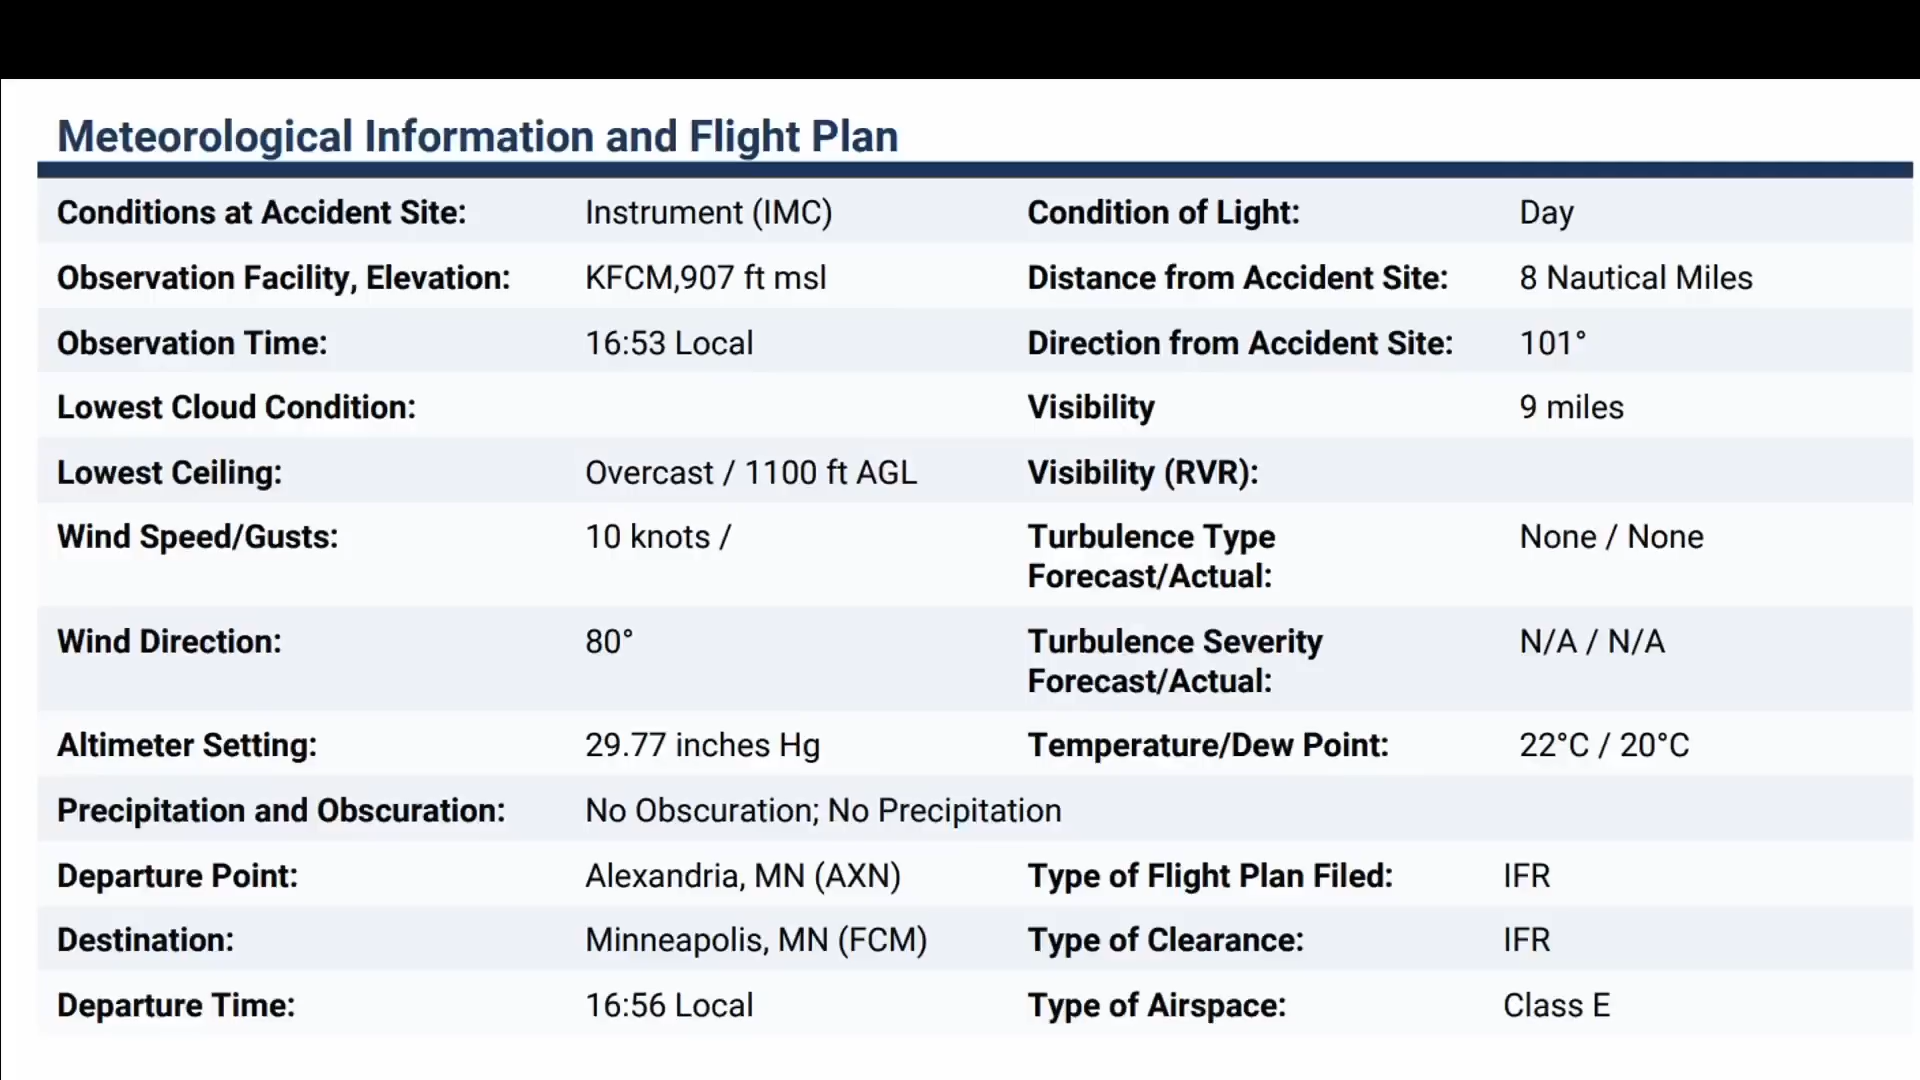 Meteorological Information and Flight Plan
Conditions at Accident Site: Instrument (IMC) Condition of Light: Day
Observation Facility, Elevation: KFCM,907 ft msl Distance from Accident Site: 8 Nautical Miles
Observation Time: 16:53 Local Direction from Accident Site: 101°
Lowest Cloud Condition: Visibility 9 miles
Lowest Ceiling: Overcast / 1100 ft AGL Visibility (RVR):
Wind Speed/Gusts: 10 knots / Turbulence Type None / None
Forecast/Actual:
Wind Direction: 80° Turbulence Severity N/A / N/A
Forecast/Actual:
Altimeter Setting: 29.77 inches Hg Temperature/Dew Point: 22°C / 20°C
Precipitation and Obscuration: No Obscuration; No Precipitation
Departure Point: Alexandria, MN (AXN) Type of Flight Plan Filed: IFR
Destination: Minneapolis, MN (FCM) Type of Clearance: IFR
Departure Time: 16:56 Local Type of Airspace: Class E